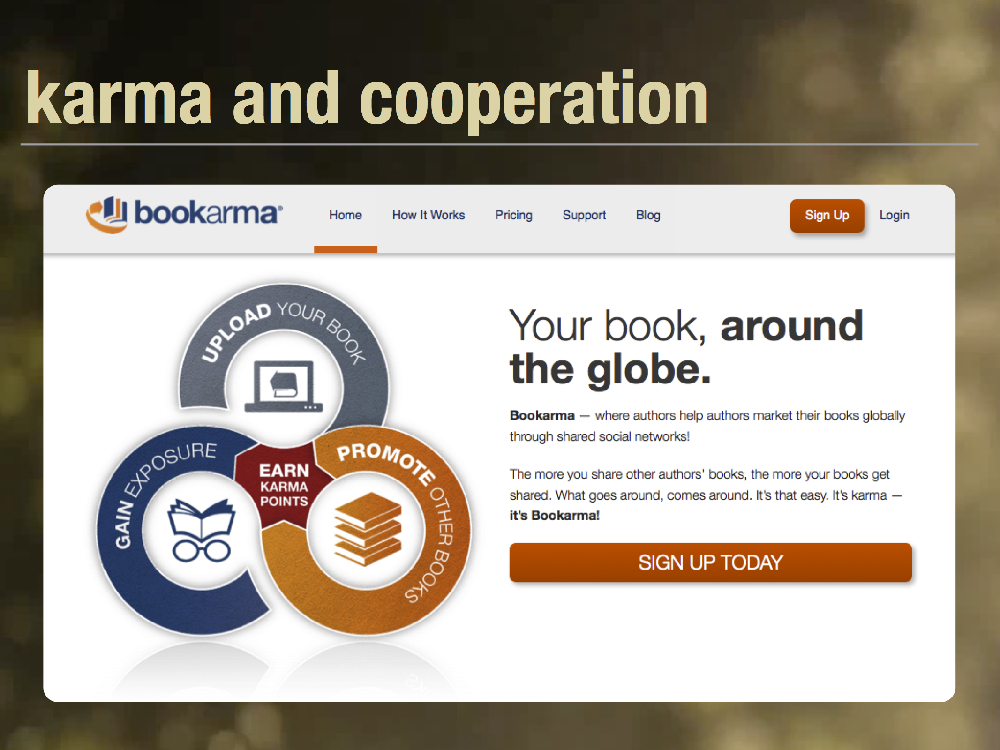 karma and cooperation
bookarma®
Home
How It Works
Pricing
Support
Blog
Sign Up
Login
UPLOAD YOUR BOOK
GAIN EXPOSURE
EARN
KARMA
POINTS
PROMOTE OTHER BOOKS
Your book, around
the globe.
Bookarma — where authors help authors market their books globally
through shared social networks!
The more you share other authors' books, the more your books get
shared. What goes around, comes around. It's that easy. It's karma —
it's Bookarma!
SIGN UP TODAY